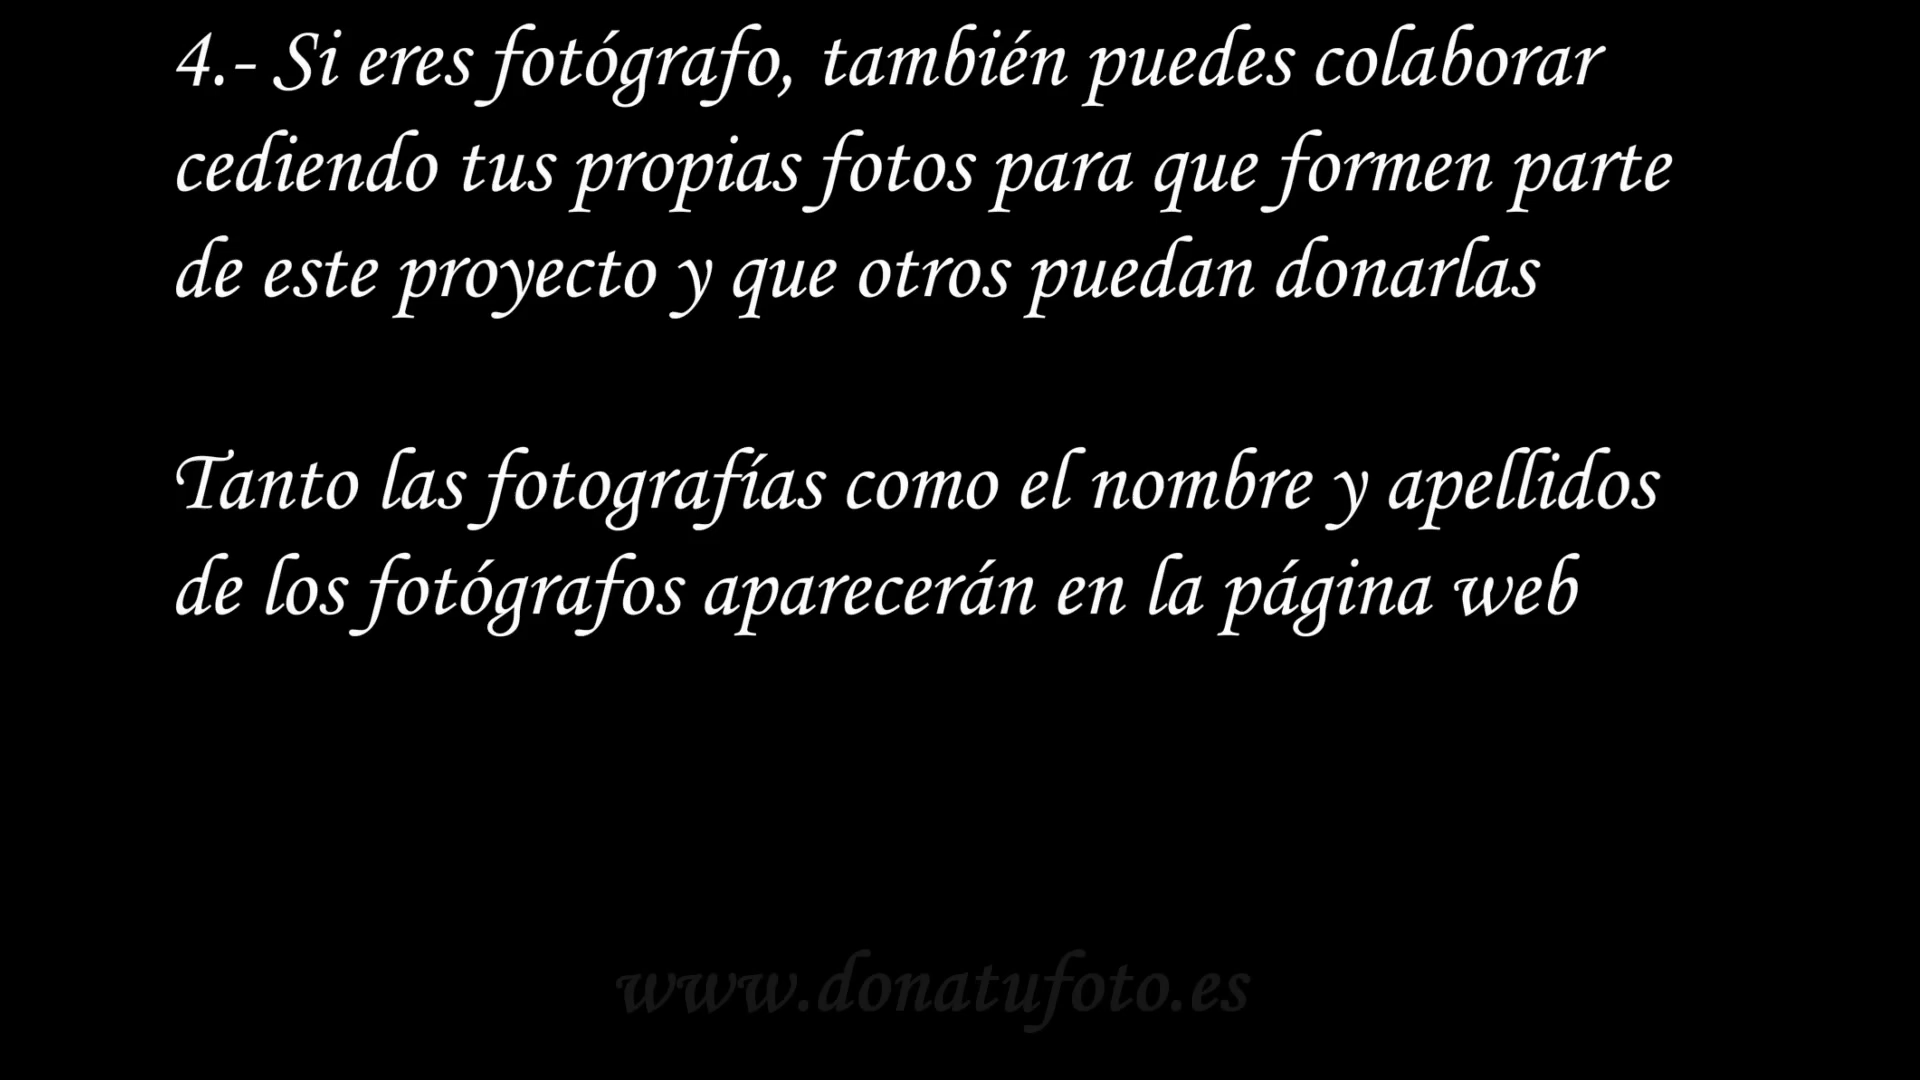 4.- Si eres fotógrafo, también puedes colaborar
cediendo tus propias fotos para que formen parte
de este proyecto y que otros puedan donarlas
Tanto las fotografías como el nombre y apellidos
de los fotógrafos aparecerán en la página web
www.donatufoto.es